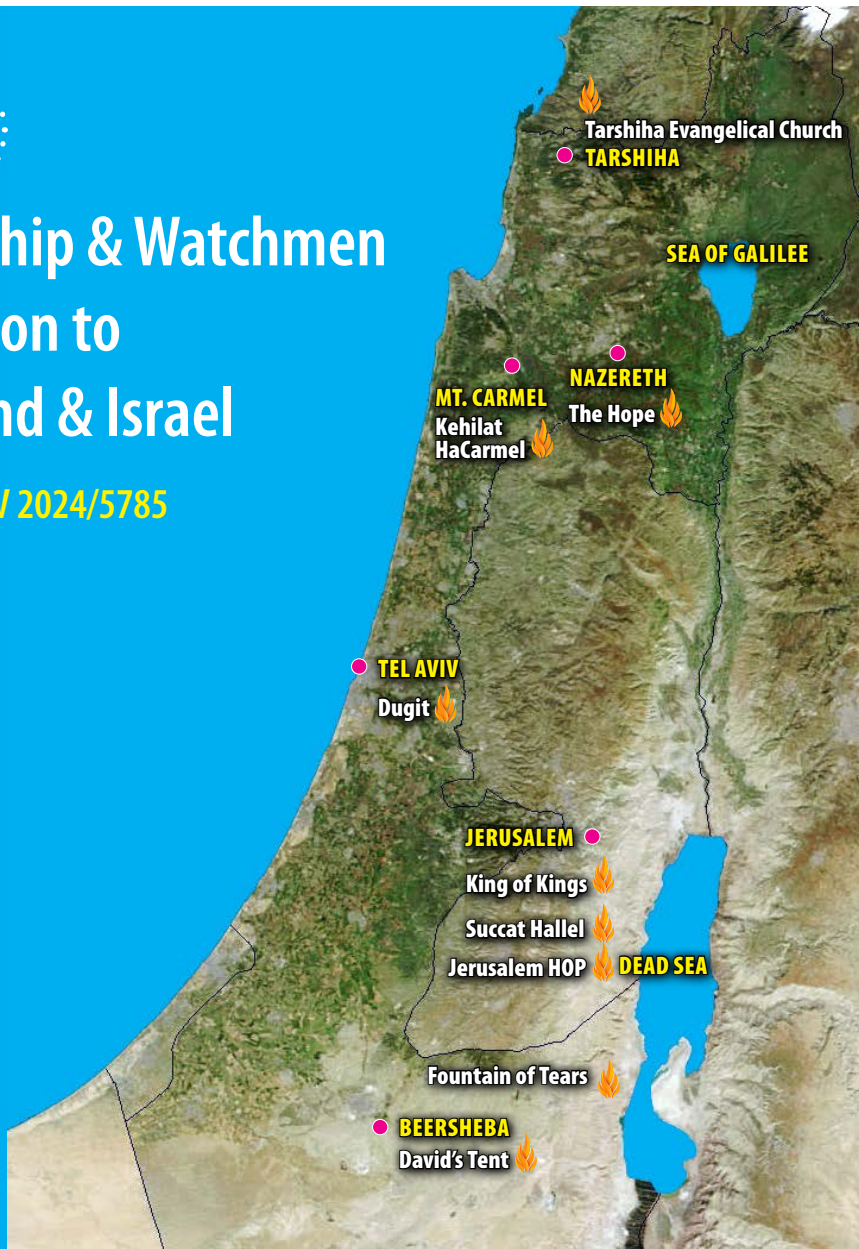 Tarshiha Evangelical Church
TARSHIHA
hip & Watchmen
on to
nd & Israel
2024/5785
SEA OF GALILEE
NAZERETH
The Hope
MT. CARMEL
Kehilat
HaCarmel
TEL AVIV
Dugit
JERUSALEM
King of Kings
Succat Hallel
Jerusalem HOP
DEAD SEA
Fountain of Tears
BEERSHEBA
David's Tent